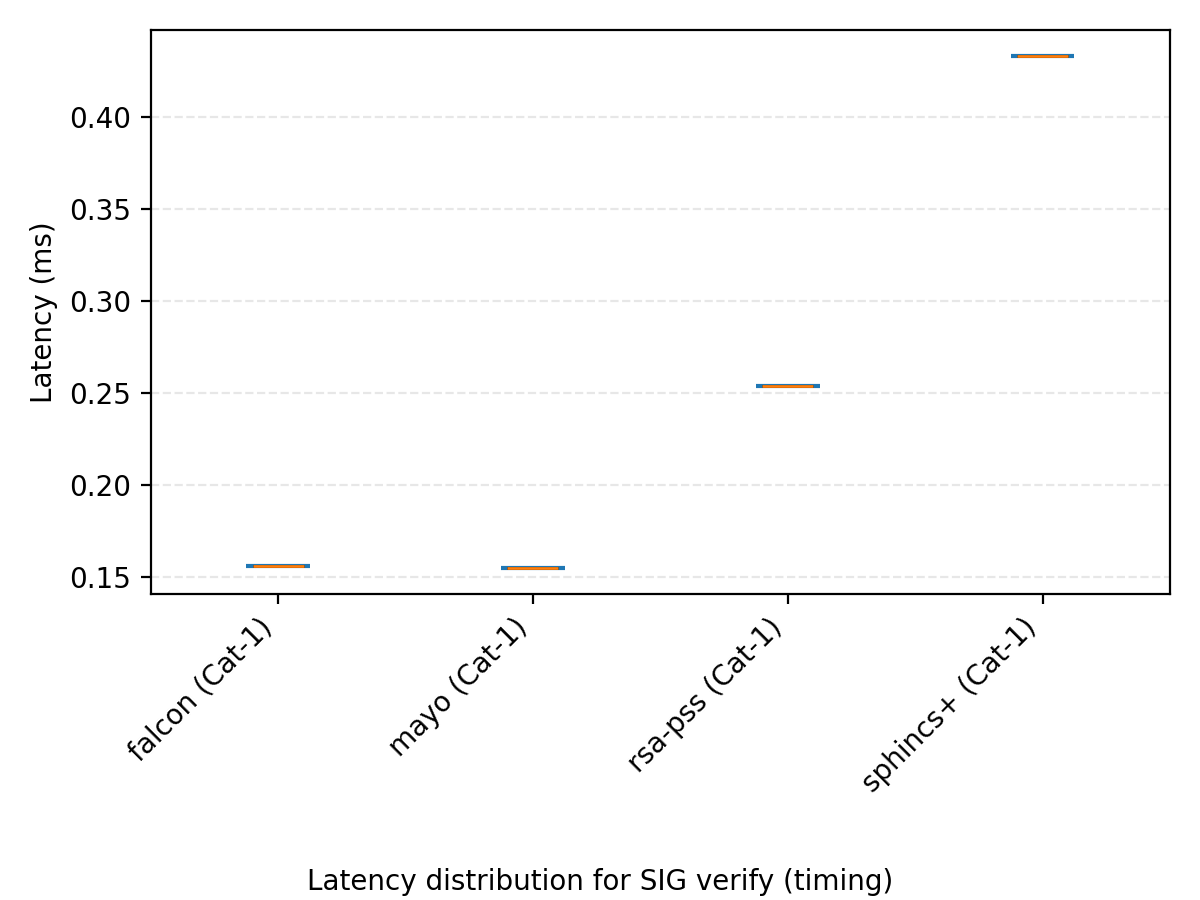 Latency (ms)
0.40
0.35
0.30
0.25
0.20
0.15
falcon (Cat-1)
mayo (Cat-1)
rsa-pss (Cat-1)
sphincs+ (Cat-1)
Latency distribution for SIG verify (timing)